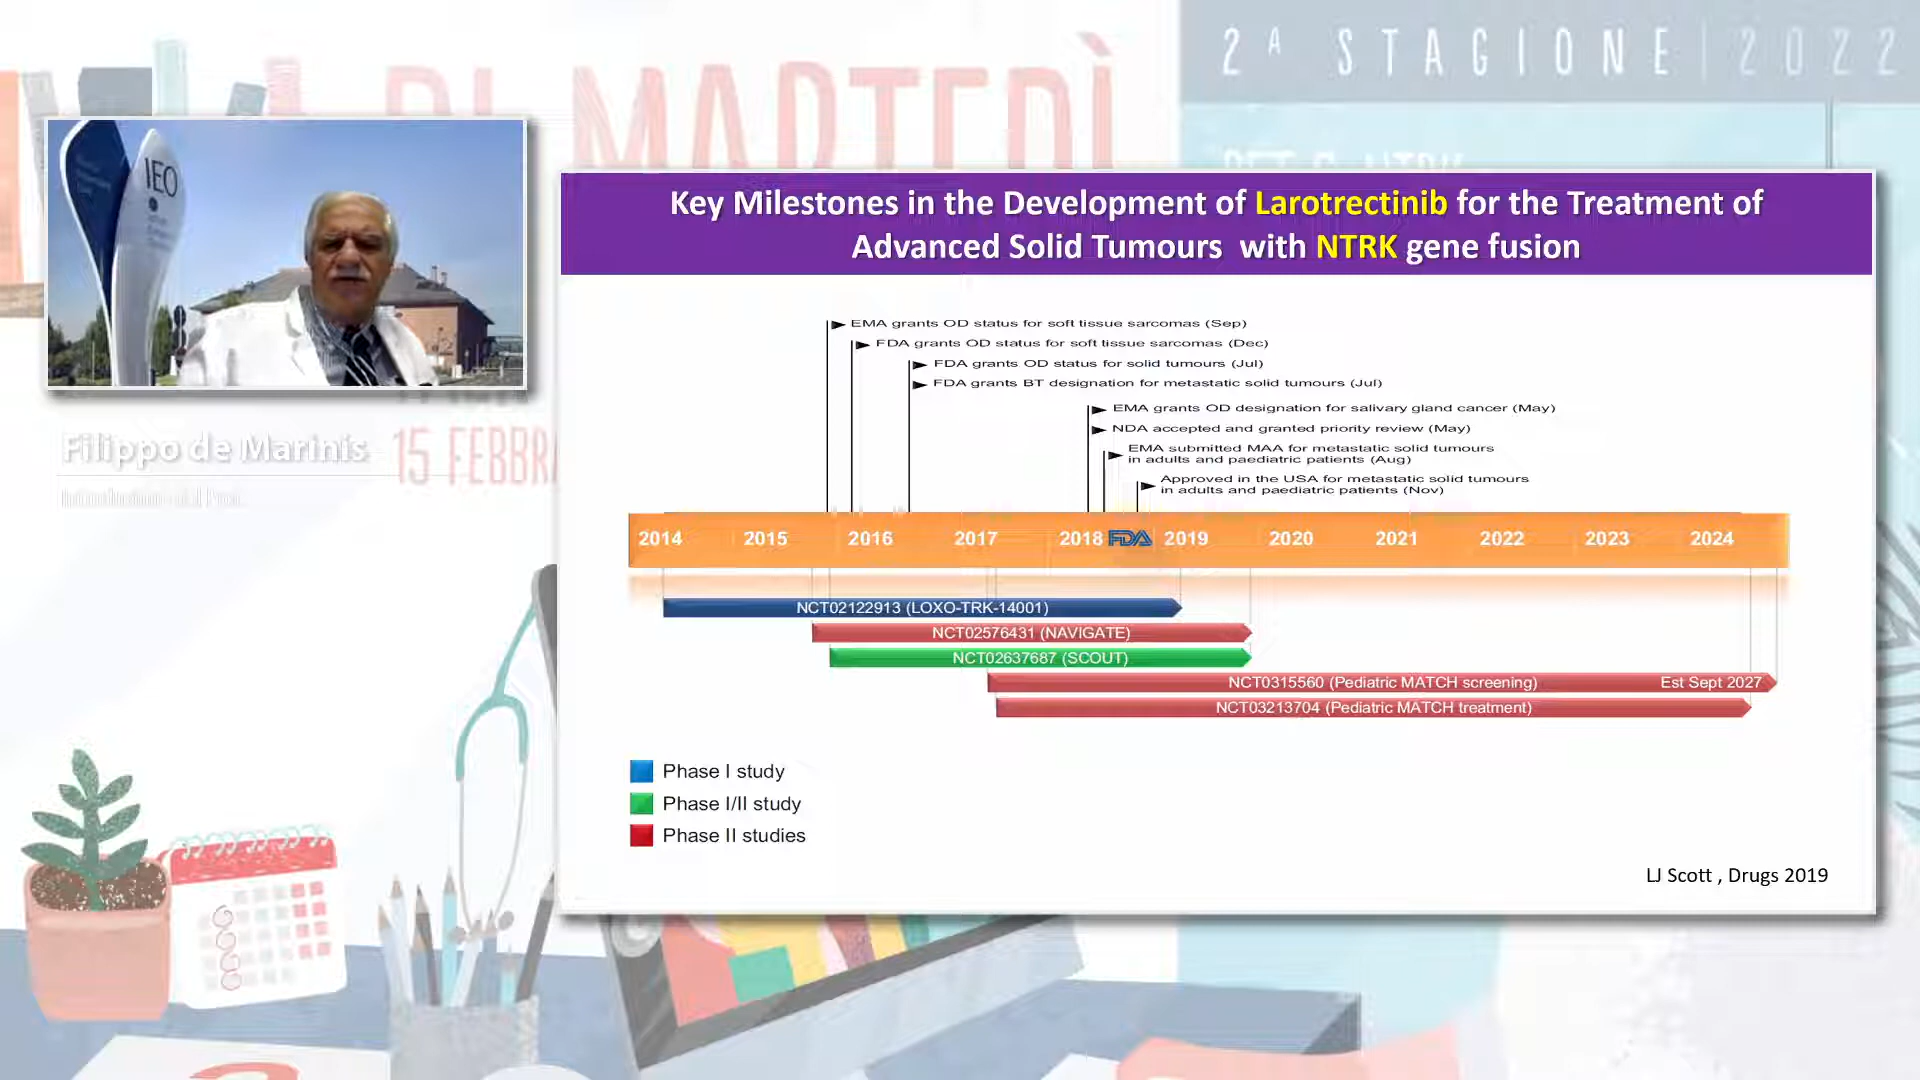 2ª STAGIONE | 2022
DI MARTEDÌ
IEO
Filippo de Marinis
15 FEBBRA
Key Milestones in the Development of Larotrectinib for the Treatment of
Advanced Solid Tumours with NTRK gene fusion
EMA grants OD status for soft tissue sarcomas (Sep)
FDA grants OD status for soft tissue sarcomas (Dec)
FDA grants OD status for solid tumours (Jul)
FDA grants BT designation for metastatic solid tumours (Jul)
EMA grants OD designation for salivary gland cancer (May)
NDA accepted and granted priority review (May)
EMA submitted MAA for metastatic solid tumours
in adults and paediatric patients (Aug)
Approved in the USA for metastatic solid tumours
in adults and paediatric patients (Nov)
2014 2015 2016 2017 2018 FDA 2019 2020 2021 2022 2023 2024
NCT02122913 (LOXO-TRK-14001)
NCT02576431 (NAVIGATE)
NCT02637687 (SCOUT)
NCT0315560 (Pediatric MATCH screening) Est Sept 2027
NCT03213704 (Pediatric MATCH treatment)
Phase I study
Phase I/II study
Phase II studies
LJ Scott , Drugs 2019